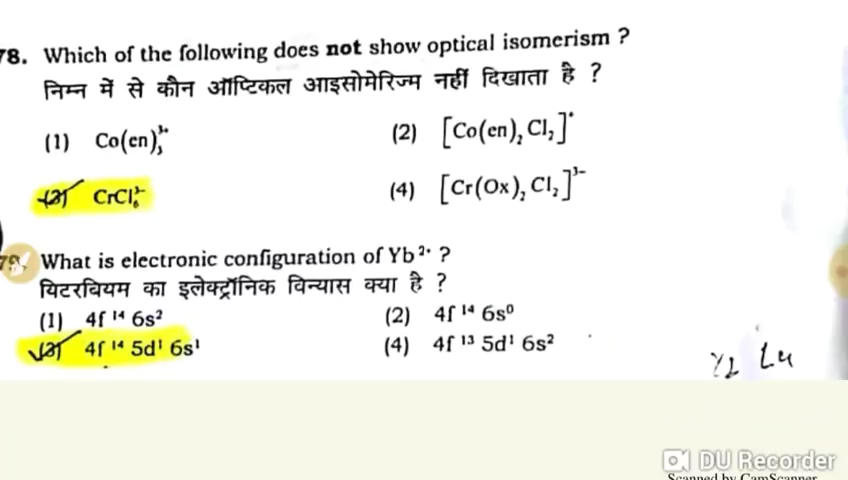 78. Which of the following does not show optical isomerism ?
निम्न में से कौन ऑप्टिकल आइसोमेरिज्म नहीं दिखाता है ?
(1) Co(en)₃³⁺ (2) [Co(en)₂Cl₂]⁺
(3) CrCl₆³⁻ (4) [Cr(Ox)₂Cl₂]³⁻
79. What is electronic configuration of Yb²⁺ ?
यिटरबियम का इलेक्ट्रॉनिक विन्यास क्या है ?
(1) 4f¹⁴ 6s² (2) 4f¹⁴ 6s⁰
(3) 4f¹⁴ 5d¹ 6s¹ (4) 4f¹³ 5d¹ 6s²
Lu
DU Recorder
Scanned by CamScanner